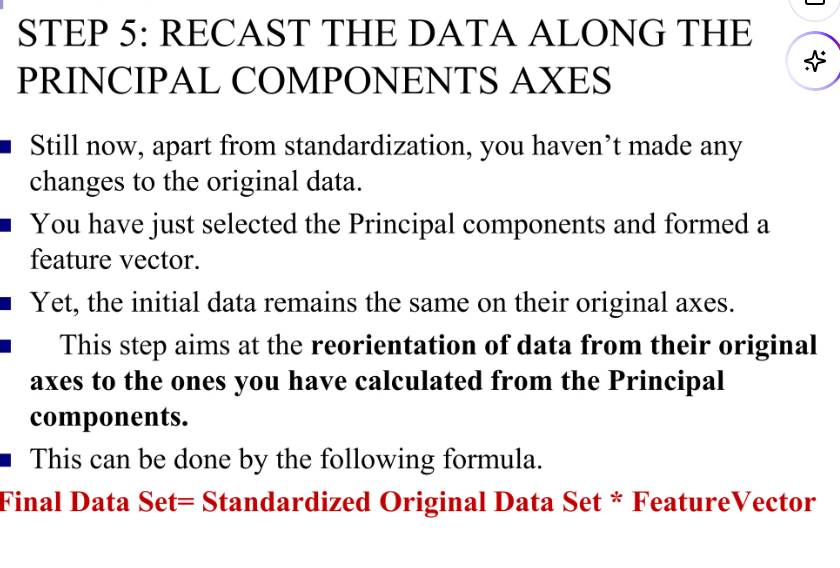 STEP 5: RECAST THE DATA ALONG THE
PRINCIPAL COMPONENTS AXES
Still now, apart from standardization, you haven’t made any
changes to the original data.
You have just selected the Principal components and formed a
feature vector.
Yet, the initial data remains the same on their original axes.
This step aims at the reorientation of data from their original
axes to the ones you have calculated from the Principal
components.
This can be done by the following formula.
Final Data Set= Standardized Original Data Set * FeatureVector